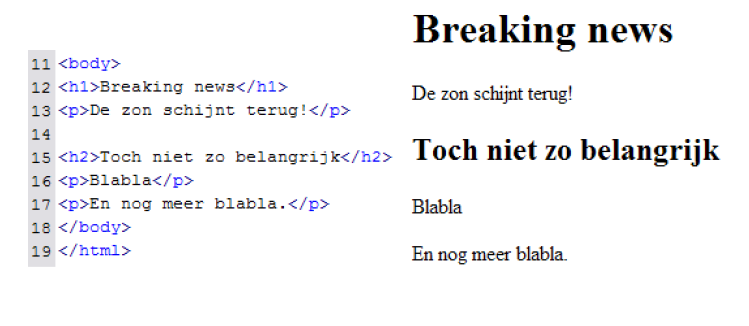 11 <body>
12 <h1>Breaking news</h1>
13 <p>De zon schijnt terug!</p>
14
15 <h2>Toch niet zo belangrijk</h2>
16 <p>Blabla</p>
17 <p>En nog meer blabla.</p>
18 </body>
19 </html>
Breaking news
De zon schijnt terug!
Toch niet zo belangrijk
Blabla
En nog meer blabla.